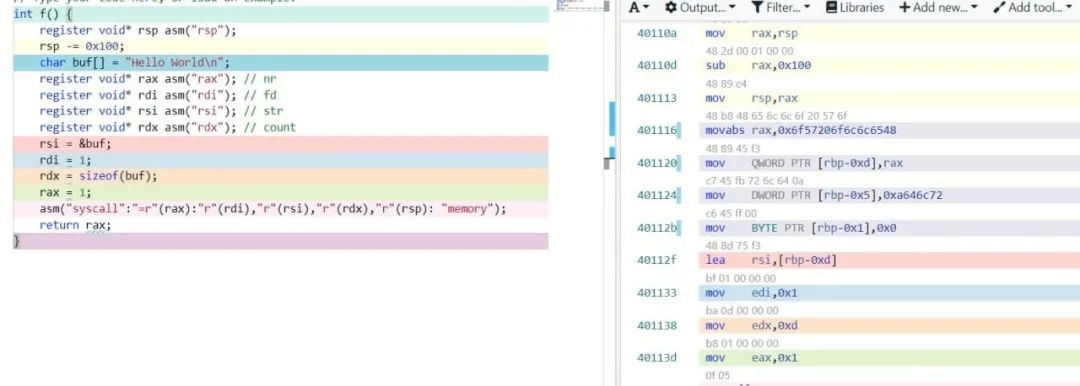 // Type your code here, or load an example.
int f() {
register void* rsp asm("rsp");
rsp -= 0x100;
char buf[] = "Hello World\n";
register void* rax asm("rax"); // nr
register void* rdi asm("rdi"); // fd
register void* rsi asm("rsi"); // str
register void* rdx asm("rdx"); // count
rsi = &buf;
rdi = 1;
rdx = sizeof(buf);
rax = 1;
asm("syscall":"=r"(rax):"r"(rdi),"r"(rsi),"r"(rdx),"r"(rsp): "memory");
return rax;
}
A Output... Filter... Libraries + Add new... Add tool...
40110a mov rax,rsp
48 2d 00 01 00 00
40110d sub rax,0x100
48 89 c4
401113 mov rsp,rax
48 b8 48 65 6c 6c 6f 20 57 6f
401116 movabs rax,0x6f57206f6c6c6548
48 89 45 f3
401120 mov QWORD PTR [rbp-0xd],rax
c7 45 fb 72 6c 64 0a
401124 mov DWORD PTR [rbp-0x5],0xa646c72
c6 45 ff 00
40112b mov BYTE PTR [rbp-0x1],0x0
48 8d 75 f3
40112f lea rsi,[rbp-0xd]
bf 01 00 00 00
401133 mov edi,0x1
ba 0d 00 00 00
401138 mov edx,0xd
b8 01 00 00 00
40113d mov eax,0x1
0f 05